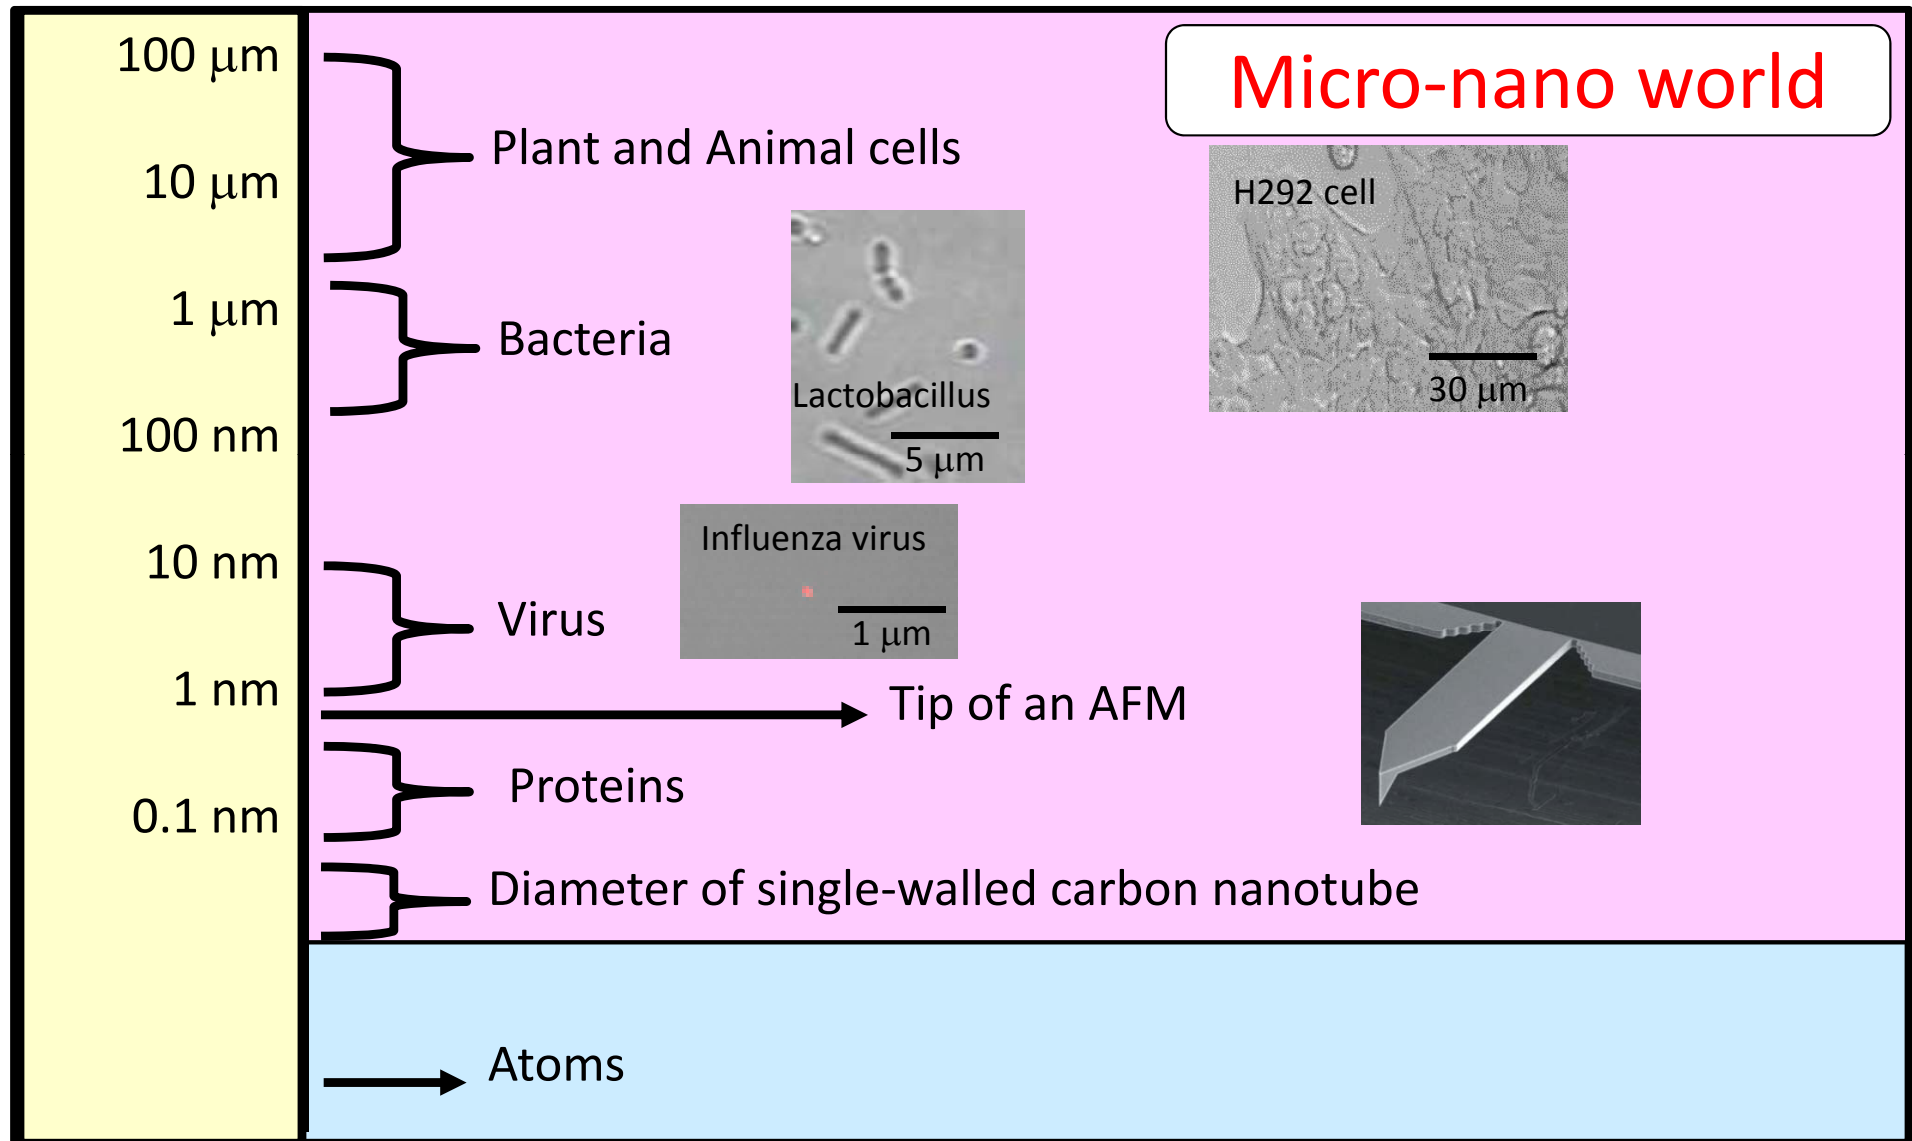 Micro-nano world
100 μm
Plant and Animal cells
10 μm
H292 cell
30 μm
1 μm
Bacteria
Lactobacillus
5 μm
100 nm
10 nm
Influenza virus
1 μm
Virus
1 nm
Tip of an AFM
Proteins
0.1 nm
Diameter of single-walled carbon nanotube
Atoms